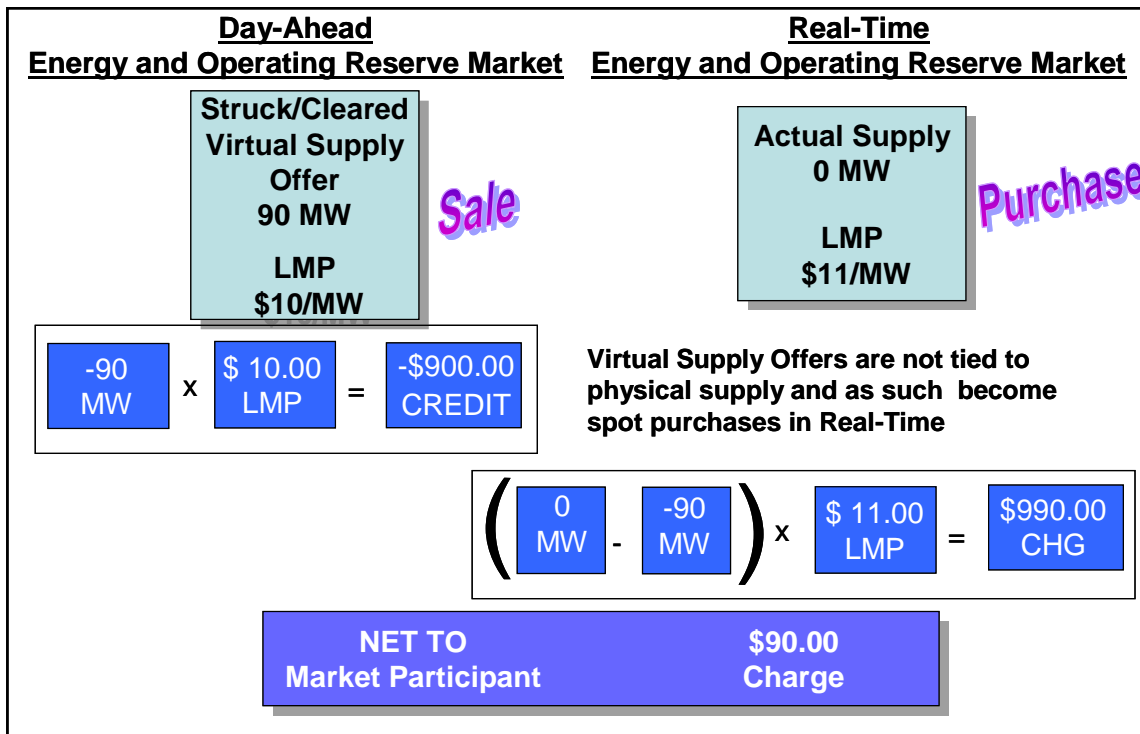 Day-Ahead
Energy and Operating Reserve Market
Struck/Cleared
Virtual Supply
Offer
90 MW
LMP
$10/MW
Sale
-90
MW
x
$ 10.00
LMP
=
-$900.00
CREDIT
Real-Time
Energy and Operating Reserve Market
Actual Supply
0 MW
LMP
$11/MW
Purchase
Virtual Supply Offers are not tied to
physical supply and as such become
spot purchases in Real-Time
(
0
MW
-
-90
MW
)
x
$ 11.00
LMP
=
$990.00
CHG
NET TO
Market Participant
$90.00
Charge